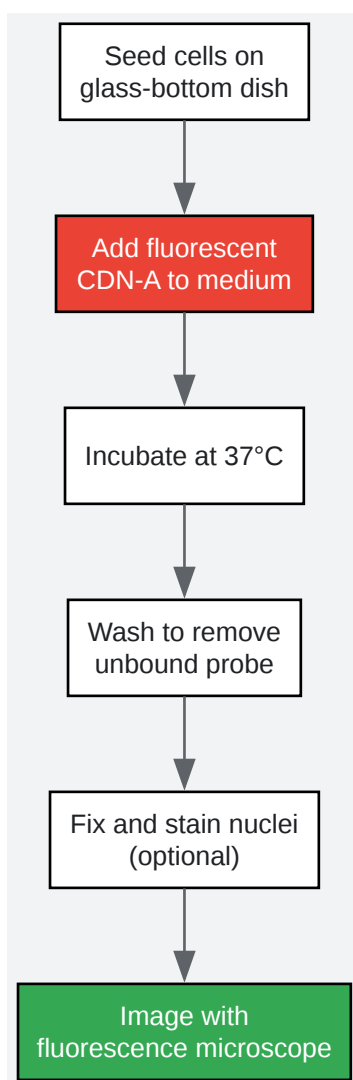 Seed cells on
glass-bottom dish
Add fluorescent
CDN-A to medium
Incubate at 37°C
Wash to remove
unbound probe
Fix and stain nuclei
(optional)
Image with
fluorescence microscope